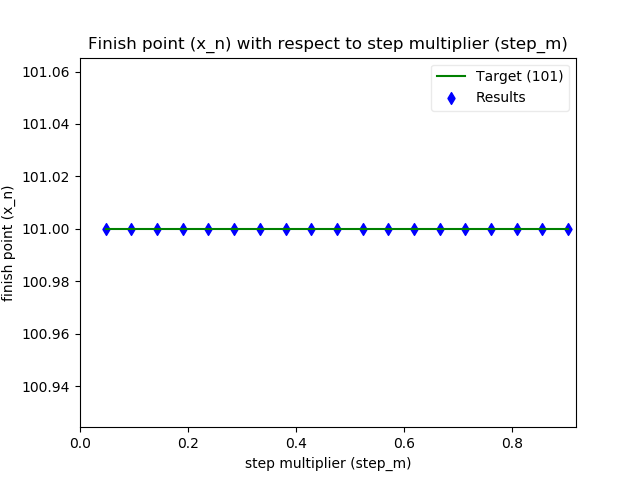 Finish point (x_n) with respect to step multiplier (step_m)
101.06
101.04
101.02
101.00
100.98
100.96
100.94
finish point (x_n)
Target (101)
Results
0.0 0.2 0.4 0.6 0.8
step multiplier (step_m)